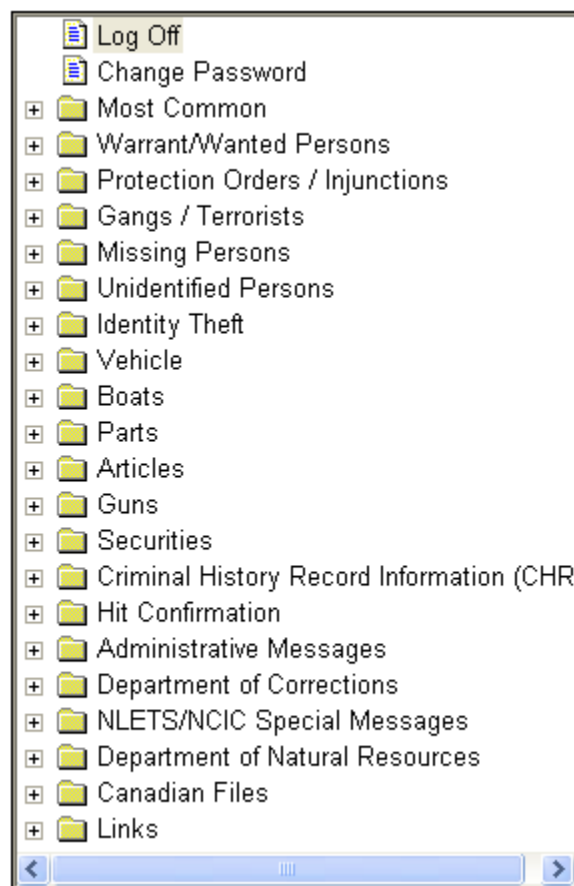 Log Off
Change Password
Most Common
Warrant/Wanted Persons
Protection Orders / Injunctions
Gangs / Terrorists
Missing Persons
Unidentified Persons
Identity Theft
Vehicle
Boats
Parts
Articles
Guns
Securities
Criminal History Record Information (CHR
Hit Confirmation
Administrative Messages
Department of Corrections
NLETS/NCIC Special Messages
Department of Natural Resources
Canadian Files
Links